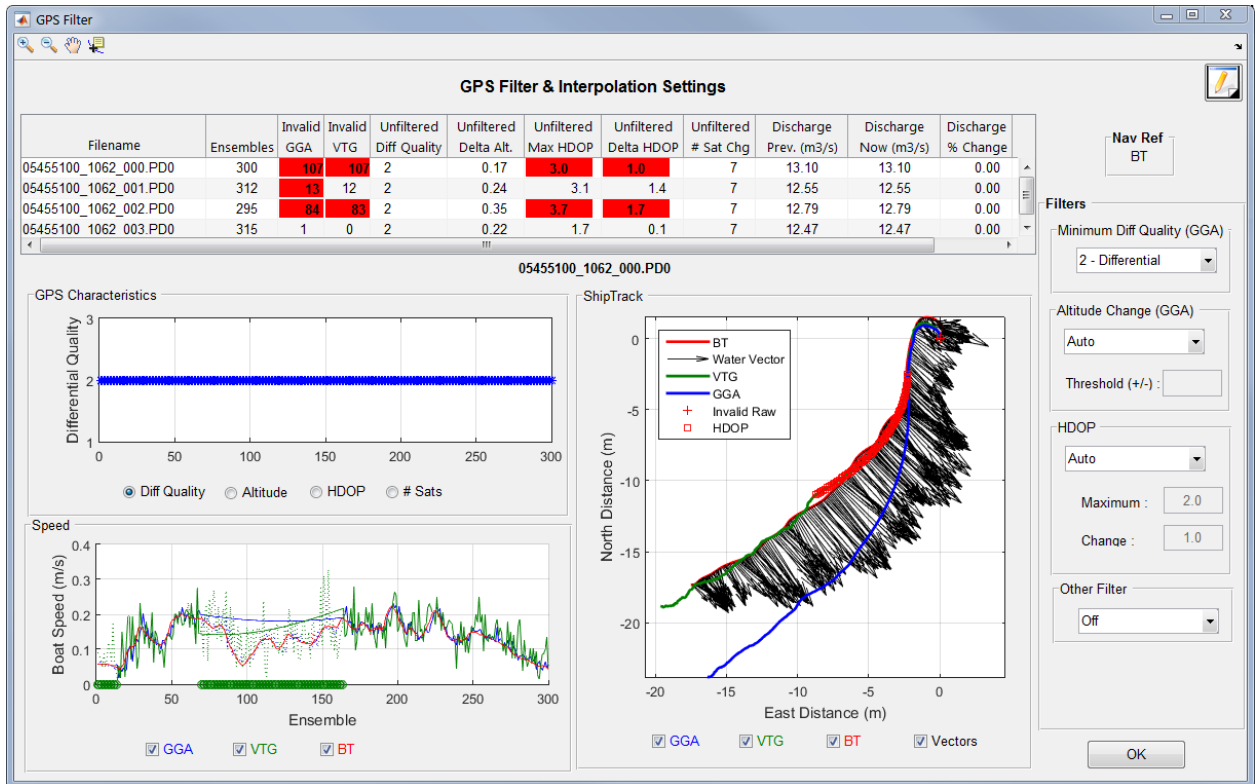 GPS Filter
GPS Filter & Interpolation Settings
Filename Ensembles Invalid GGA Invalid VTG Unfiltered Diff Quality Unfiltered Delta Alt. Unfiltered Max HDOP Unfiltered Delta HDOP Unfiltered # Sat Chg Discharge Prev. (m3/s) Discharge Now (m3/s) Discharge % Change
05455100_1062_000.PD0 300 107 107 2 0.17 3.0 1.0 7 13.10 13.10 0.00
05455100_1062_001.PD0 312 13 12 2 0.24 3.1 1.4 7 12.55 12.55 0.00
05455100_1062_002.PD0 295 84 83 2 0.35 3.7 1.7 7 12.79 12.79 0.00
05455100_1062_003.PD0 315 1 0 2 0.22 1.7 0.1 7 12.47 12.47 0.00
05455100_1062_000.PD0
GPS Characteristics
Differential Quality
3
2
1
0 50 100 150 200 250 300
Diff Quality Altitude HDOP # Sats
Speed
Boat Speed (m/s)
0.4
0.3
0.2
0.1
0
0 50 100 150 200 250 300
Ensemble
GGA VTG BT
ShipTrack
BT
Water Vector
VTG
GGA
Invalid Raw
HDOP
North Distance (m)
0
-5
-10
-15
-20
-20 -15 -10 -5 0
East Distance (m)
GGA VTG BT Vectors
Nav Ref
BT
Filters
Minimum Diff Quality (GGA)
2 - Differential
Altitude Change (GGA)
Auto
Threshold (+/-) :
HDOP
Auto
Maximum : 2.0
Change : 1.0
Other Filter
Off
OK